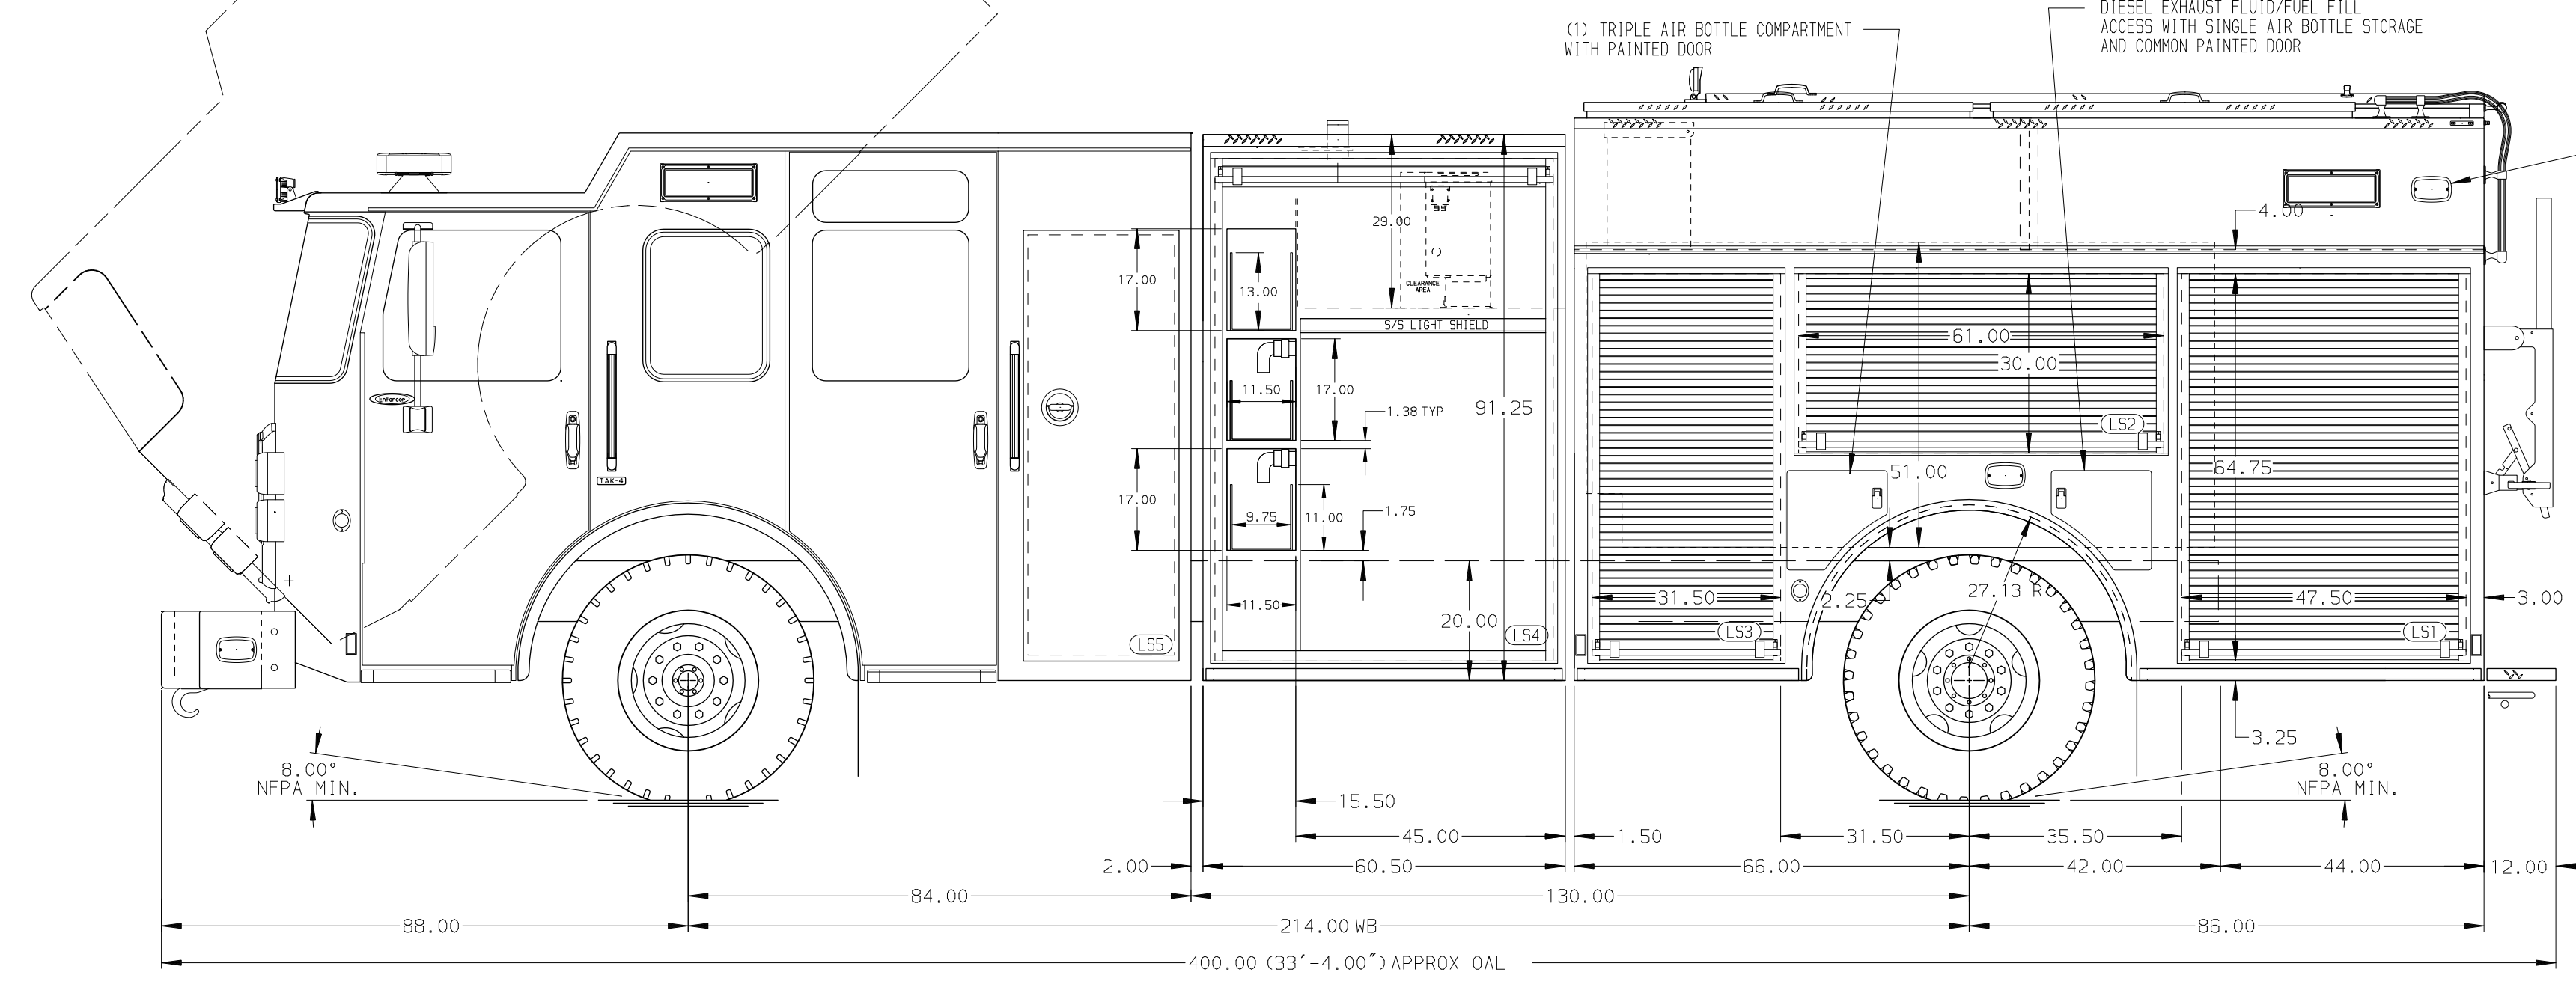 DIESEL EXHAUST FLUID/FUEL FILL
ACCESS WITH SINGLE AIR BOTTLE STORAGE
AND COMMON PAINTED DOOR
(1) TRIPLE AIR BOTTLE COMPARTMENT
WITH PAINTED DOOR
4.00
29.00
17.00
13.00
CLEARANCE
AREA
S/S LIGHT SHIELD
61.00
30.00
11.50
17.00
1.38 TYP
91.25
Enforcer
LS2
TAK-4
51.00
64.75
17.00
9.75
11.00
1.75
11.50
20.00
31.50
2.25
27.13 R
47.50
3.00
LS5
LS4
LS3
LS1
3.25
8.00°
NFPA MIN.
8.00°
NFPA MIN.
15.50
45.00
1.50
31.50
35.50
2.00
60.50
66.00
42.00
44.00
12.00
84.00
130.00
88.00
214.00 WB
86.00
400.00 (33'-4.00") APPROX OAL